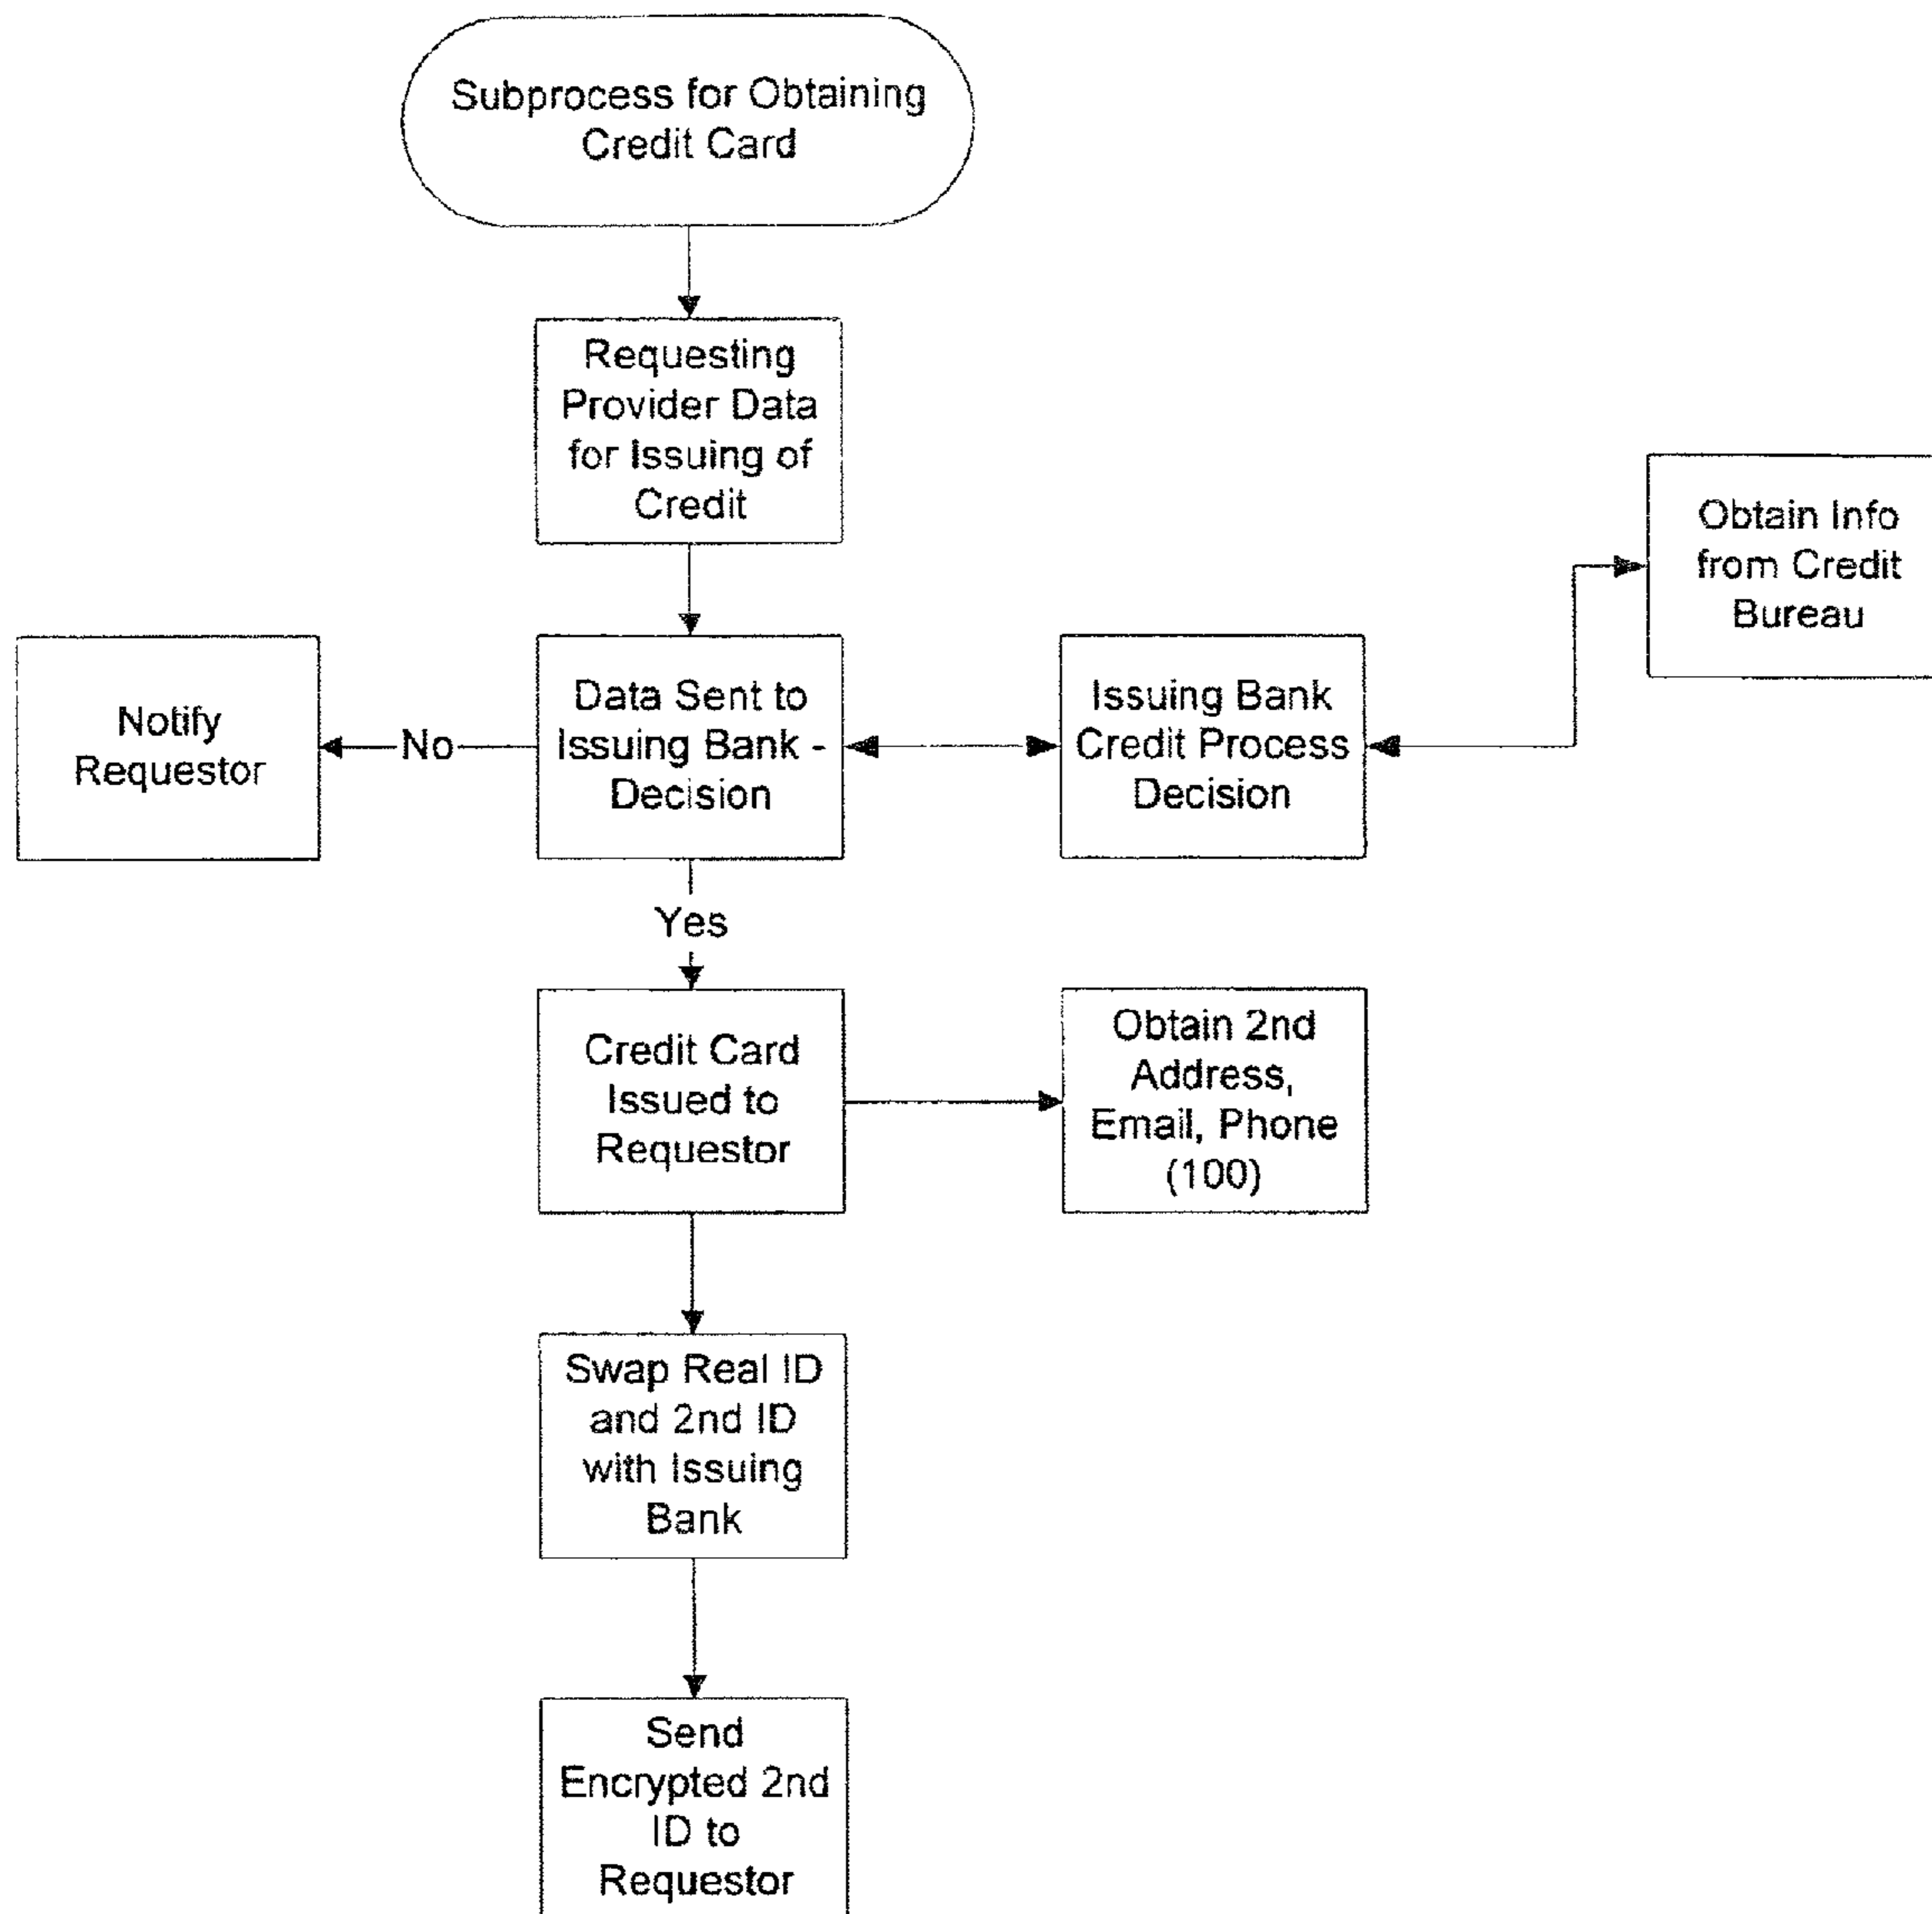 Subprocess for Obtaining
Credit Card
Requesting
Provider Data
for Issuing of
Credit
Obtain Info
from Credit
Bureau
Notify
Requestor
No
Data Sent to
Issuing Bank -
Decision
Issuing Bank
Credit Process
Decision
Yes
Credit Card
Issued to
Requestor
Obtain 2nd
Address,
Email, Phone
(100)
Swap Real ID
and 2nd ID
with Issuing
Bank
Send
Encrypted 2nd
ID to
Requestor